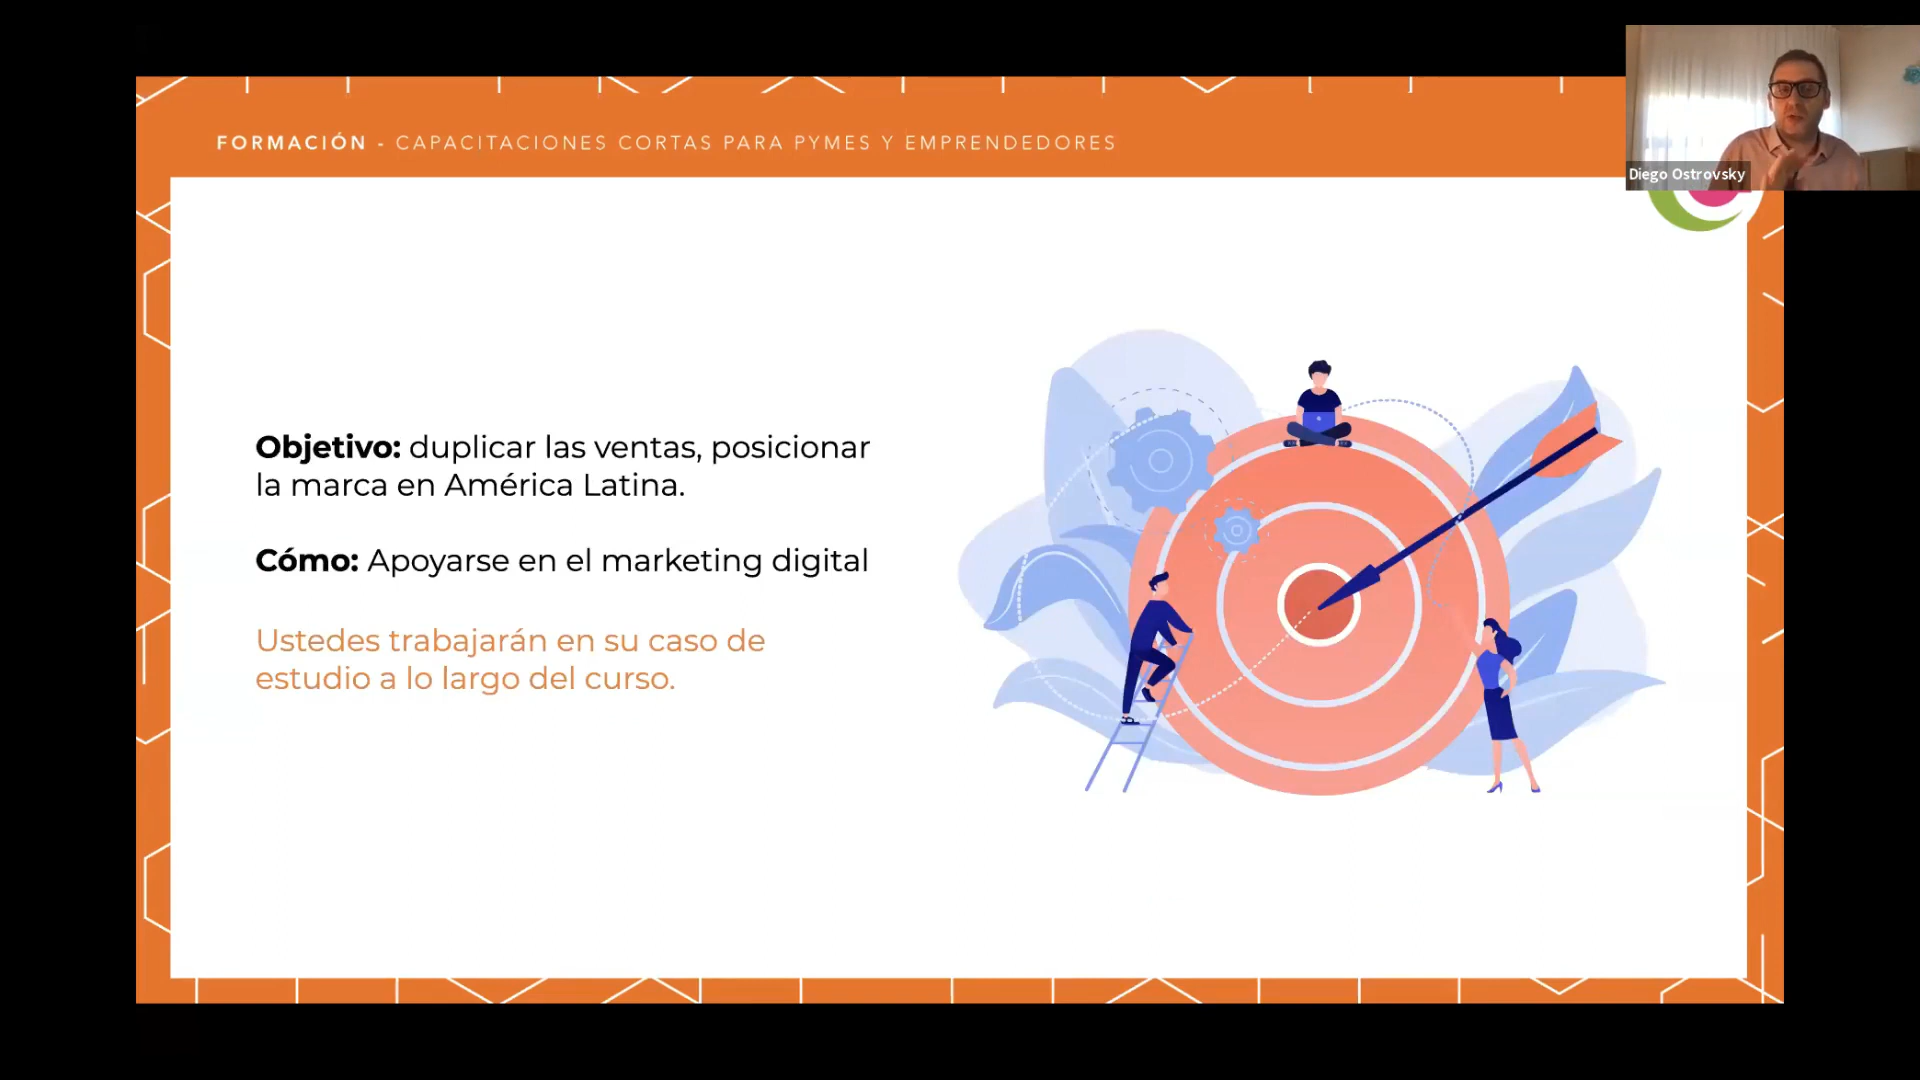 FORMACIÓN - CAPACITACIONES CORTAS PARA PYMES Y EMPRENDEDORES
Diego Ostrovsky
Objetivo: duplicar las ventas, posicionar
la marca en América Latina.
Cómo: Apoyarse en el marketing digital
Ustedes trabajarán en su caso de
estudio a lo largo del curso.